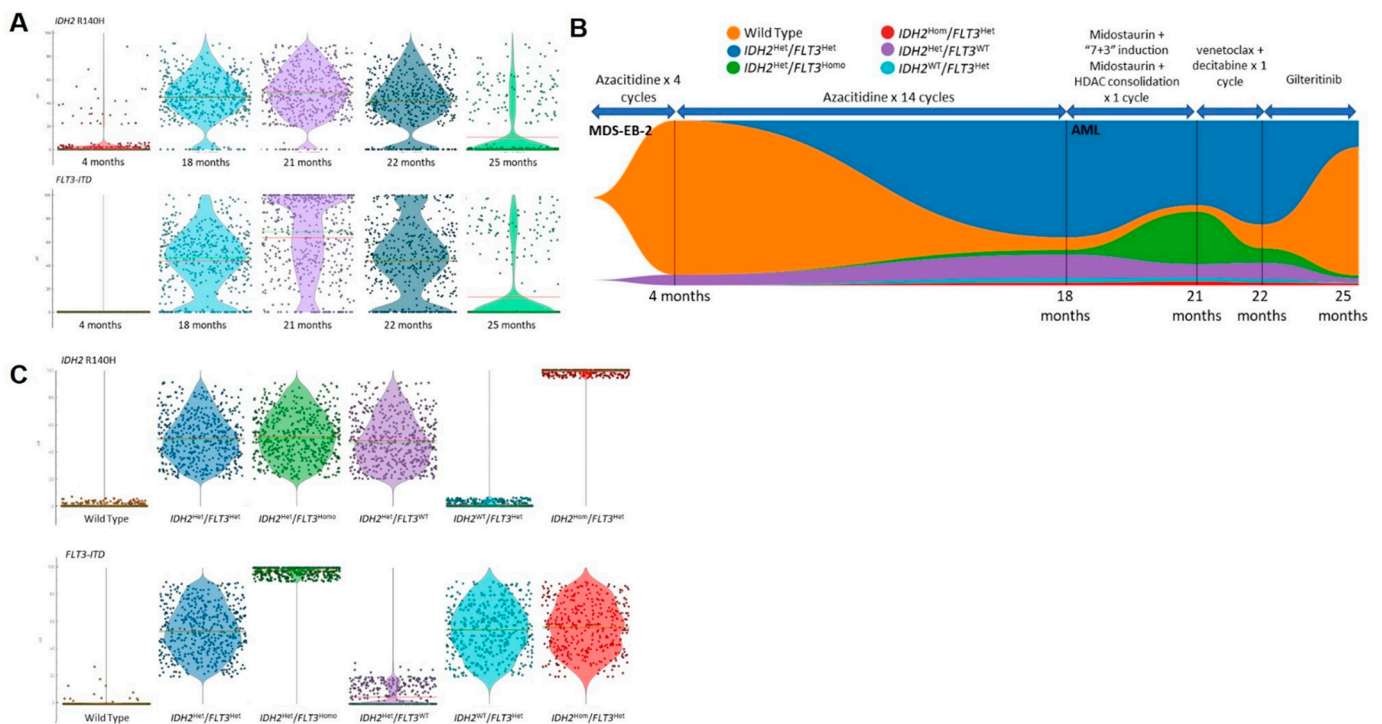 A
IDH2 R140H
4 months
18 months
21 months
22 months
25 months
FLT3-ITD
4 months
18 months
21 months
22 months
25 months
B
Wild Type
IDH2Het/FLT3Het
IDH2Het/FLT3Homo
IDH2Hom/FLT3Het
IDH2Het/FLT3WT
IDH2WT/FLT3Het
Azacitidine x 4
cycles
Azacitidine x 14 cycles
Midostaurin +
“7+3” induction
Midostaurin +
HDAC consolidation
x 1 cycle
venetoclax +
decitabine x 1
cycle
Gilteritinib
MDS-EB-2
AML
4 months
18
months
21
months
22
months
25
months
C
IDH2 R140H
Wild Type
IDH2Het/FLT3Het
IDH2Het/FLT3Homo
IDH2Het/FLT3WT
IDH2WT/FLT3Het
IDH2Hom/FLT3Het
FLT3-ITD
Wild Type
IDH2Het/FLT3Het
IDH2Het/FLT3Homo
IDH2Het/FLT3WT
IDH2WT/FLT3Het
IDH2Hom/FLT3Het